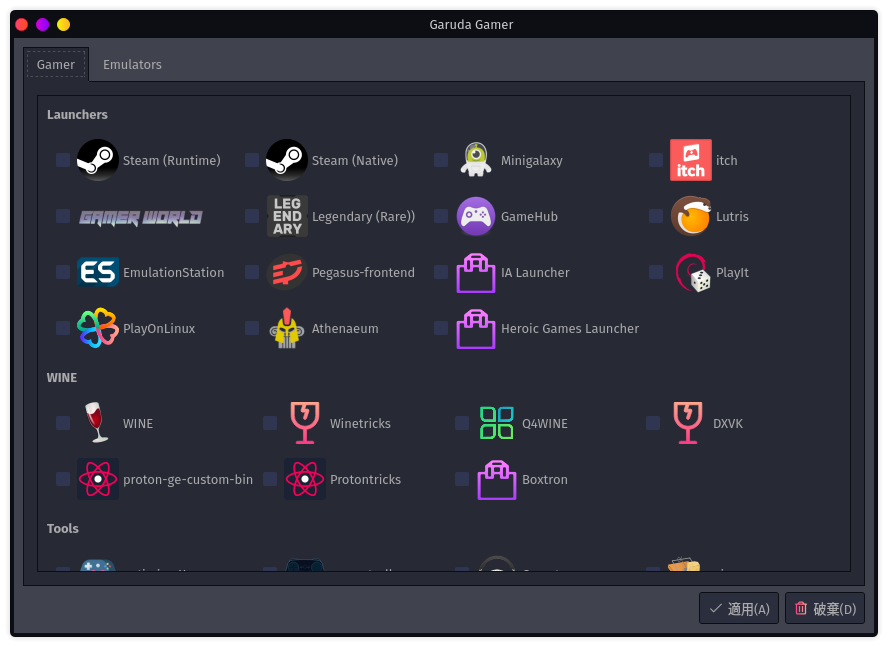 Garuda Gamer
Gamer Emulators
Launchers
Steam (Runtime) Steam (Native) Minigalaxy itch itch
GAMER WORLD LEG END ARY Legendary (Rare)) GameHub Lutris
ES EmulationStation Pegasus-frontend IA Launcher PlayIt
PlayOnLinux Athenaeum Heroic Games Launcher
WINE
WINE Winetricks Q4WINE DXVK
proton-ge-custom-bin Protontricks Boxtron
Tools
適用(A) 破棄(D)